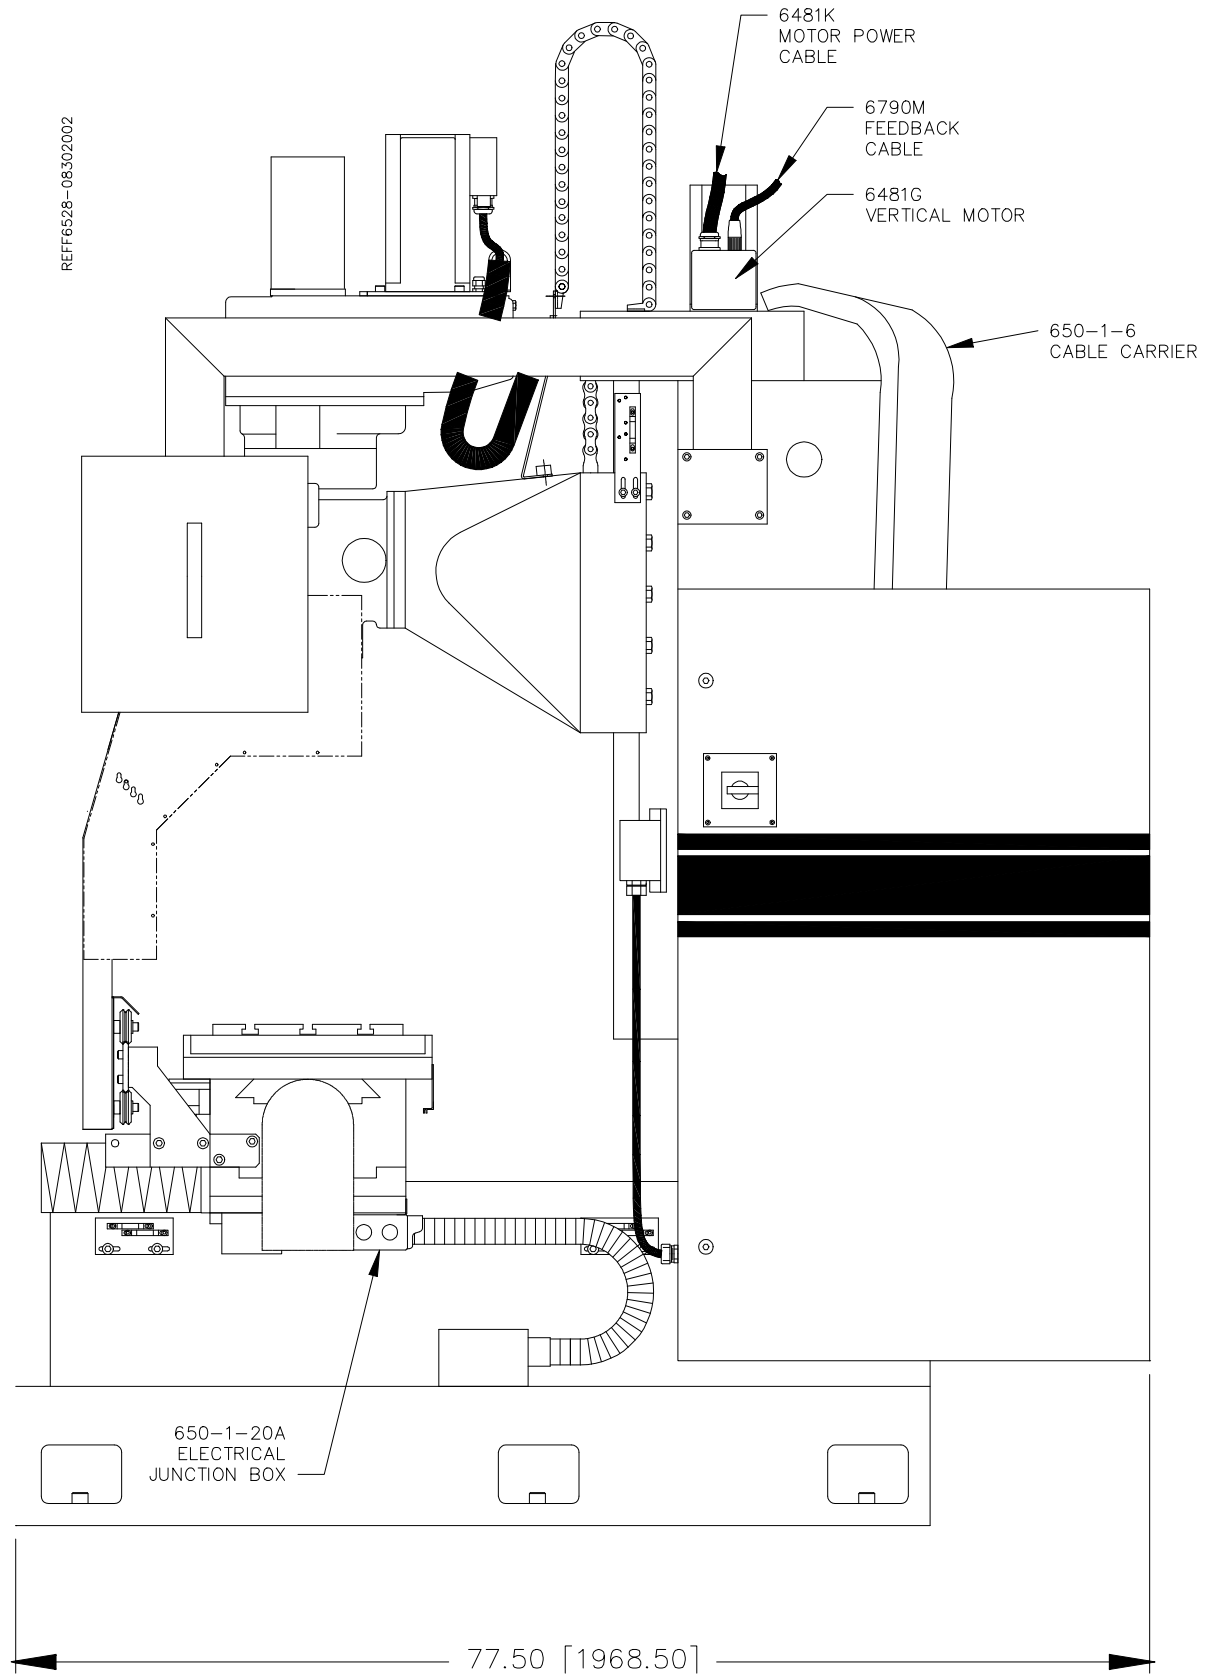 6481K
MOTOR POWER
CABLE
6790M
FEEDBACK
CABLE
REFF6528-08302002
6481G
VERTICAL MOTOR
650-1-6
CABLE CARRIER
650-1-20A
ELECTRICAL
JUNCTION BOX
77.50 [1968.50]